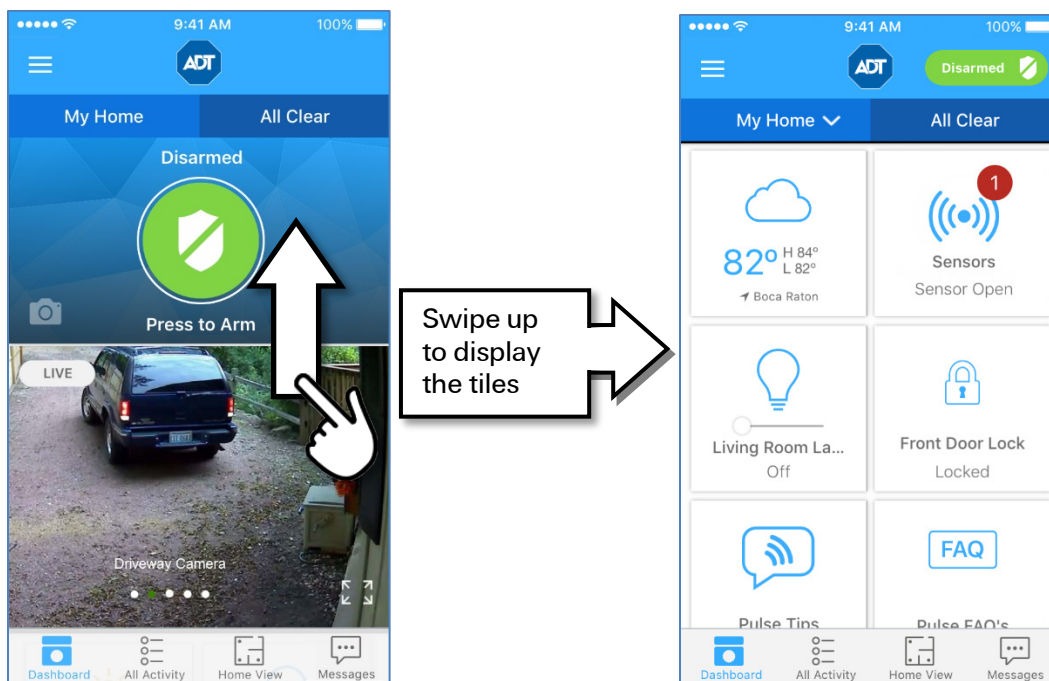 9:41 AM 100%
ADT
My Home All Clear
Disarmed
Press to Arm
LIVE
Driveway Camera
Dashboard All Activity Home View Messages
Swipe up
to display
the tiles
9:41 AM 100%
ADT Disarmed
My Home All Clear
82° H 84°
L 82°
Boca Raton
1
Sensors
Sensor Open
Living Room La...
Off
Front Door Lock
Locked
Pulse Tips
FAQ
Pulse FAQ's
Dashboard All Activity Home View Messages